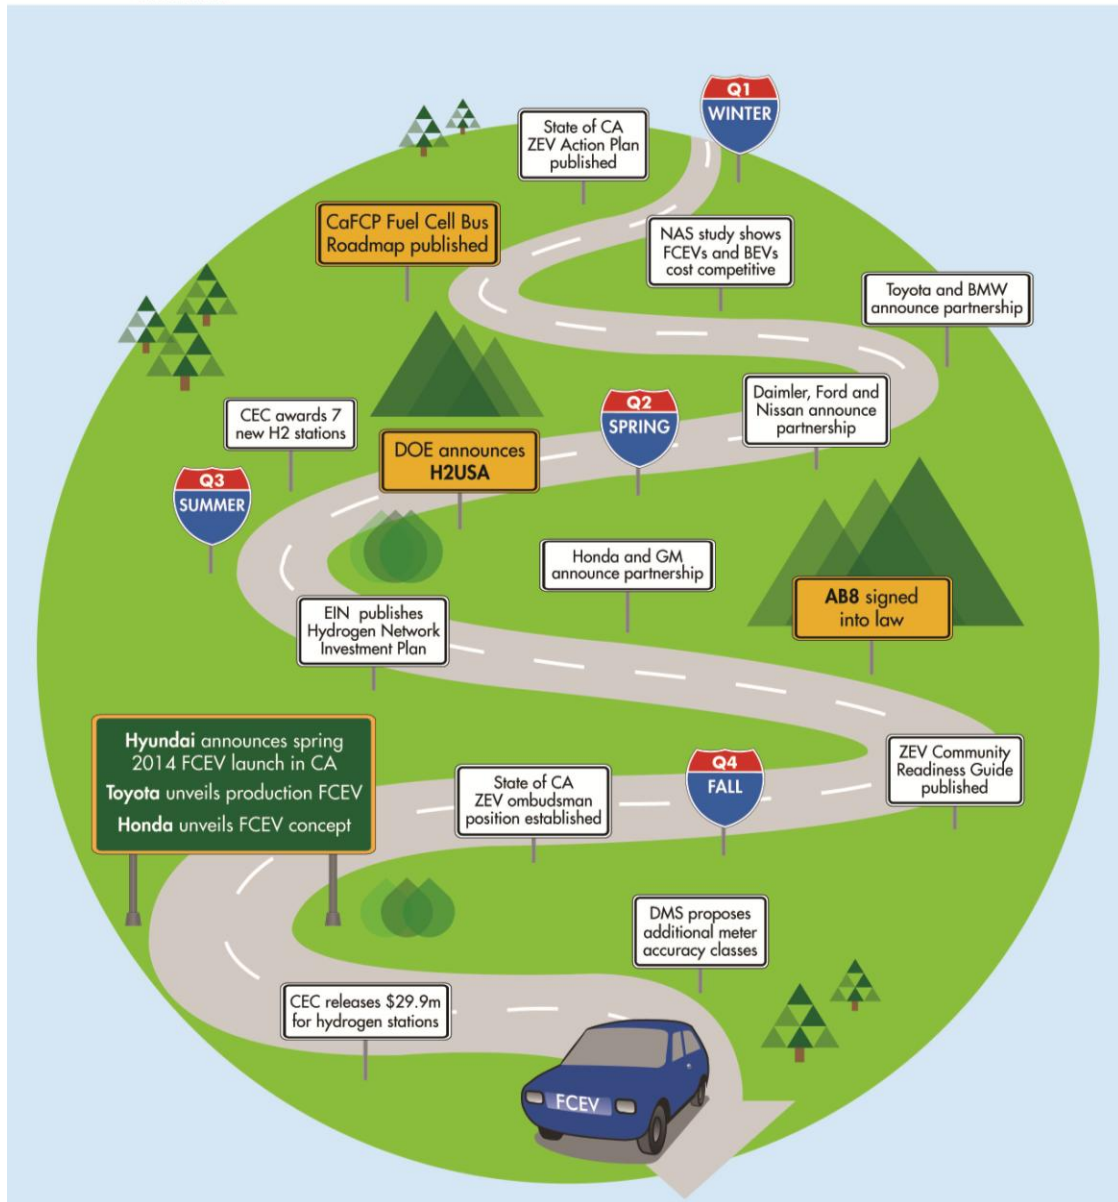 Q1
WINTER
State of CA
ZEV Action Plan
published
CaFCP Fuel Cell Bus
Roadmap published
NAS study shows
FCEVs and BEVs
cost competitive
Toyota and BMW
announce partnership
Daimler, Ford and
Nissan announce
partnership
Q2
SPRING
DOE announces
H2USA
CEC awards 7
new H2 stations
Q3
SUMMER
EIN publishes
Hydrogen Network
Investment Plan
Honda and GM
announce partnership
AB8 signed
into law
ZEV Community
Readiness Guide
published
Q4
FALL
State of CA
ZEV ombudsman
position established
Hyundai announces spring
2014 FCEV launch in CA
Toyota unveils production FCEV
Honda unveils FCEV concept
CEC releases $29.9m
for hydrogen stations
DMS proposes
additional meter
accuracy classes
FCEV